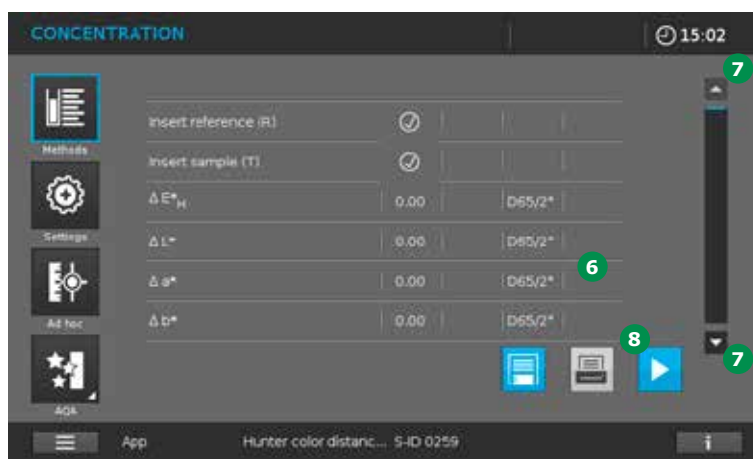 CONCENTRATION 15:02
7
Insert reference (R)
Methods
Insert sample (T)
Δ E*H 0.00 D65/2°
Settings
Δ L* 0.00 D65/2°
6
Δ a* 0.00 D65/2°
Ad hoc
Δ b* 0.00 D65/2°
8
7
AQA
App Hunter color distanc... S-ID 0259 i